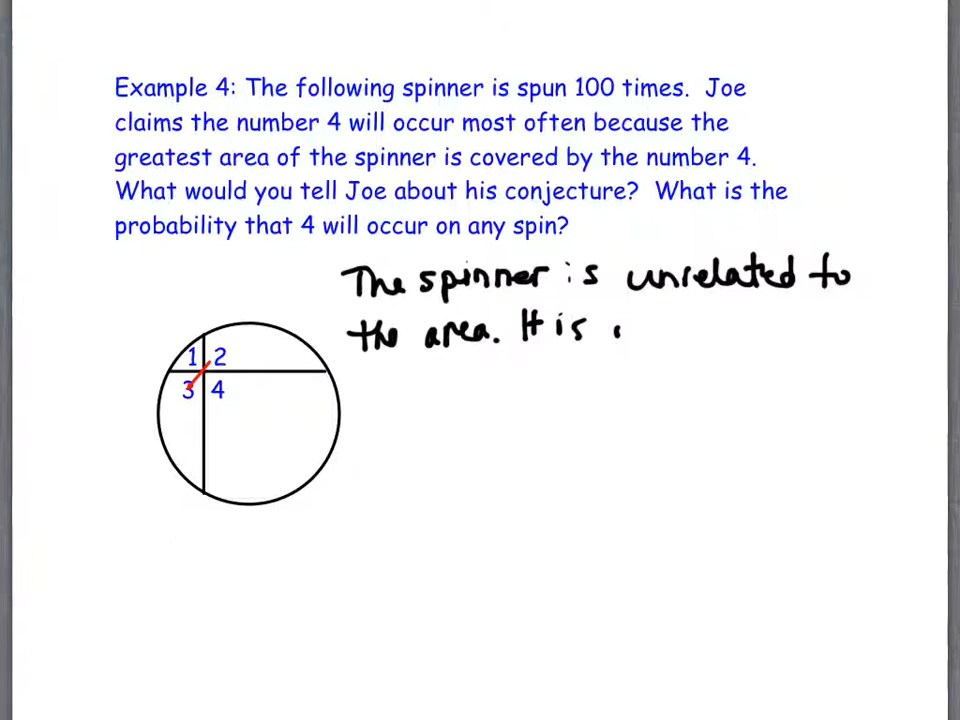 Example 4: The following spinner is spun 100 times. Joe
claims the number 4 will occur most often because the
greatest area of the spinner is covered by the number 4.
What would you tell Joe about his conjecture? What is the
probability that 4 will occur on any spin?
The spinner is unrelated to
the area. It is
1 2
3 4